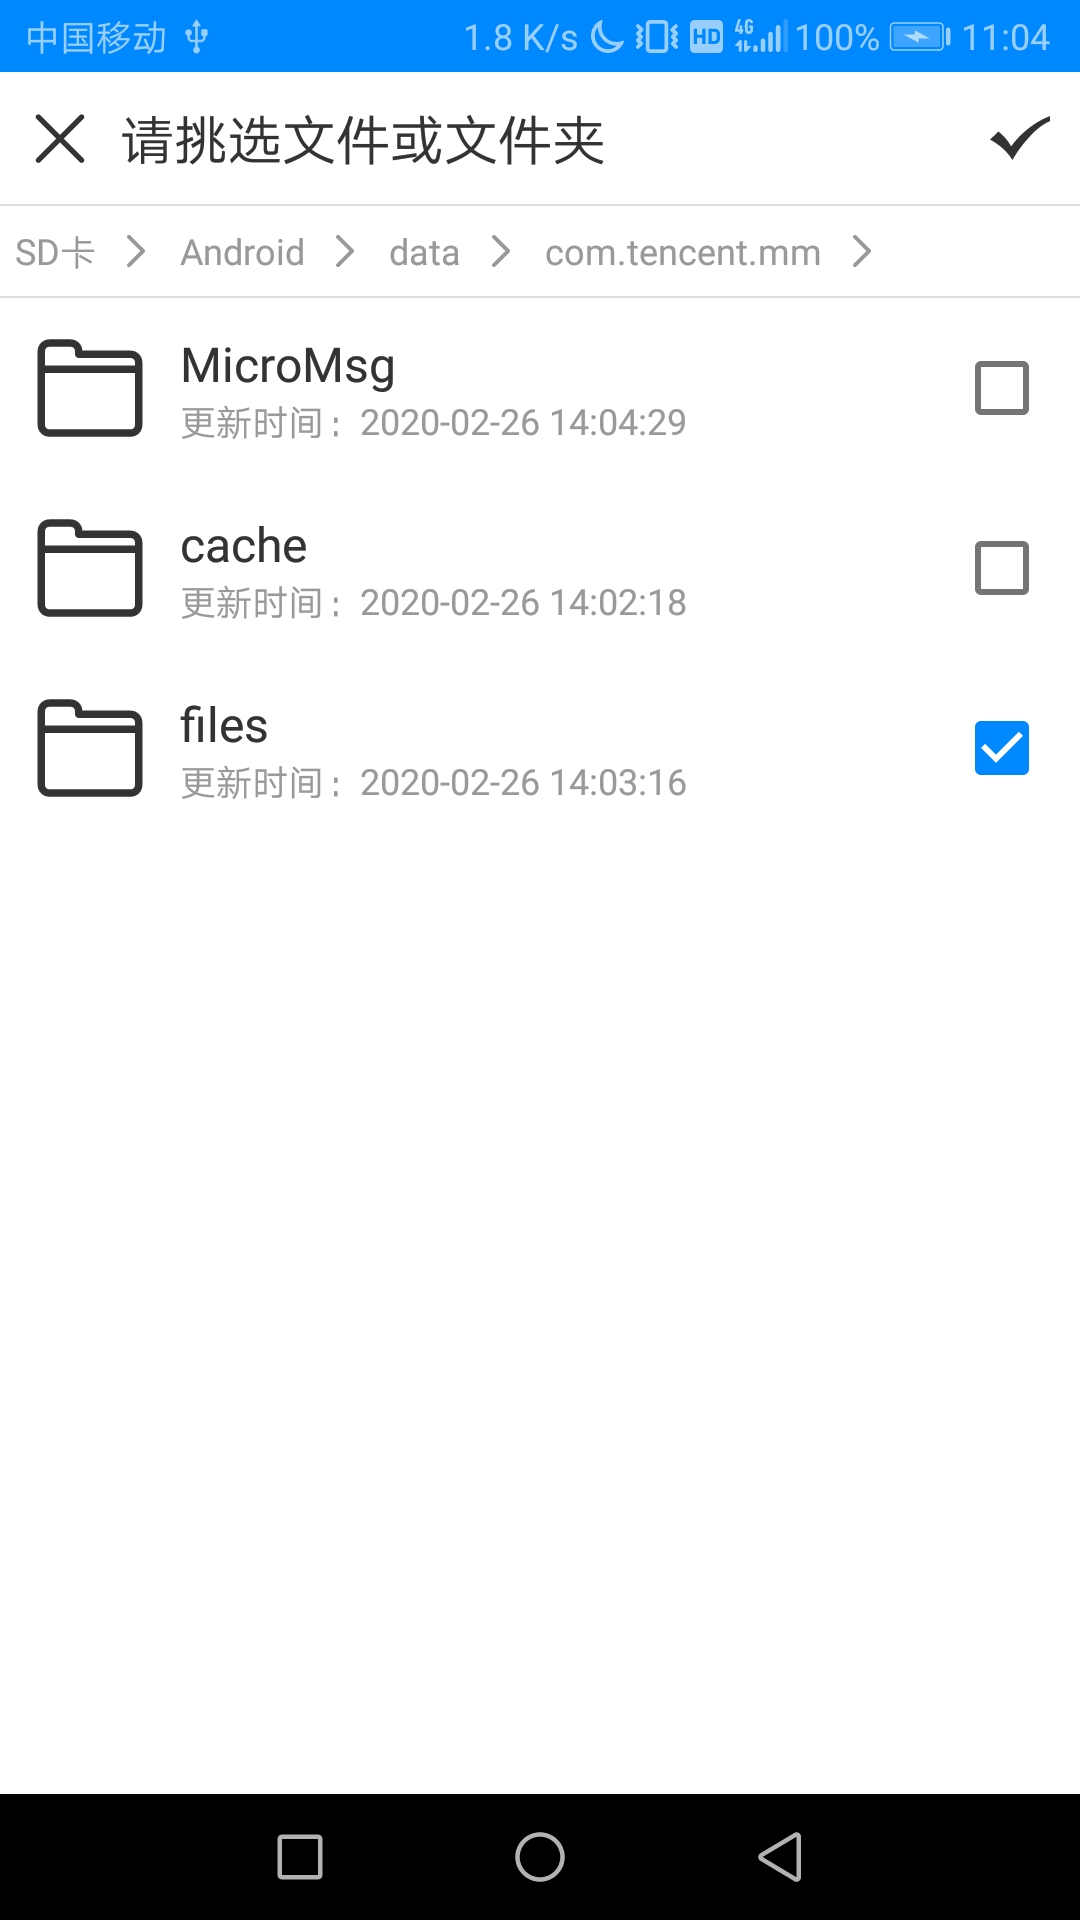 中国移动 1.8 K/s HD 4G 100% 11:04
请挑选文件或文件夹
SD卡 Android data com.tencent.mm
MicroMsg
更新时间：2020-02-26 14:04:29
cache
更新时间：2020-02-26 14:02:18
files
更新时间：2020-02-26 14:03:16